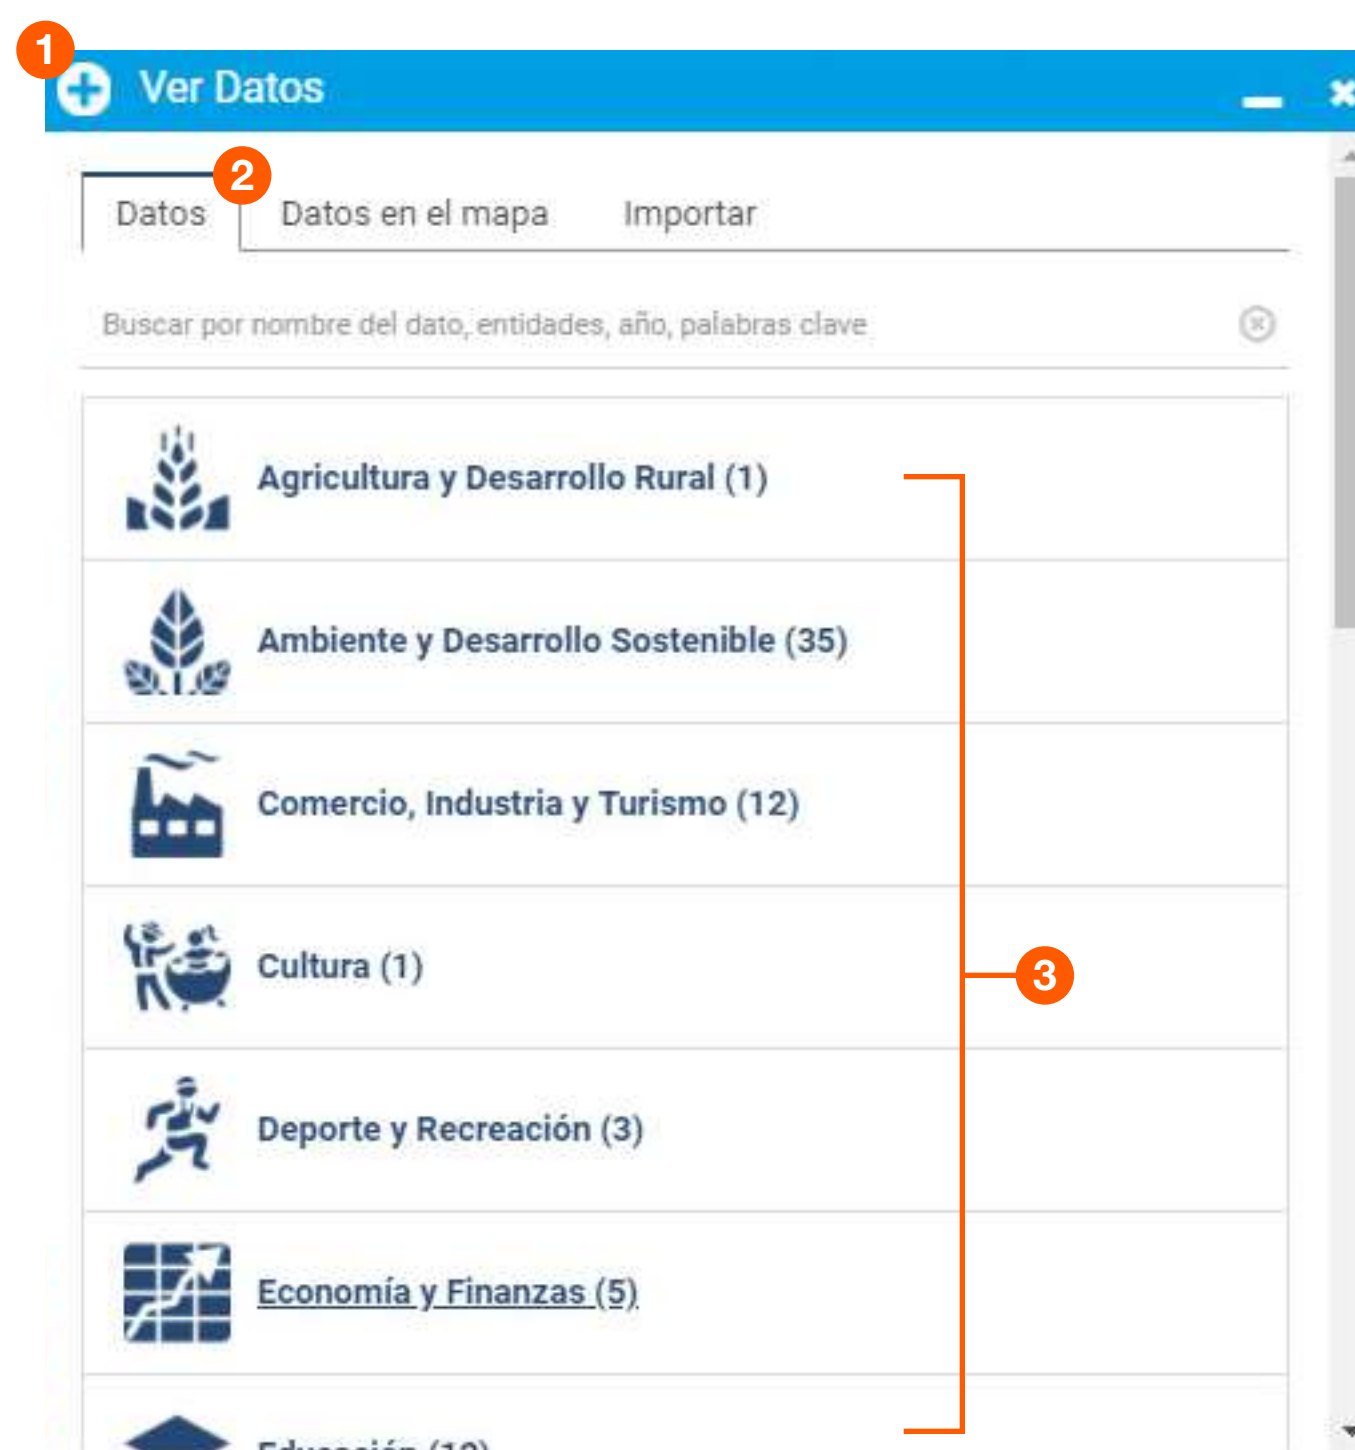 1
Ver Datos
2
Datos
Datos en el mapa
Importar
Buscar por nombre del dato, entidades, año, palabras clave
Agricultura y Desarrollo Rural (1)
Ambiente y Desarrollo Sostenible (35)
Comercio, Industria y Turismo (12)
Cultura (1)
3
Deporte y Recreación (3)
Economía y Finanzas (5)
Educación